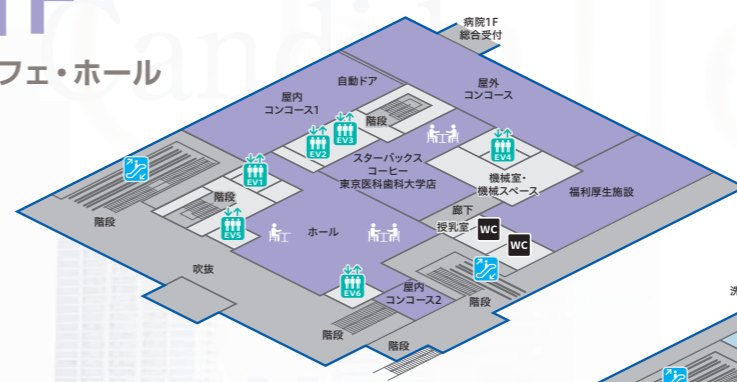 1F
フェ・ホール
Candid
病院1F
総合受付
自動ドア
屋外
コンコース
屋内
コンコース1
階段
EV3
EV2
EV4
スターバックス
コーヒー
東京医科歯科大学店
機械室・
機械スペース
福利厚生施設
EV1
階段
階段
廊下
授乳室
WC
WC
EV5
ホール
吹抜
EV6
屋内
コンコース2
階段
階段
階段
洗